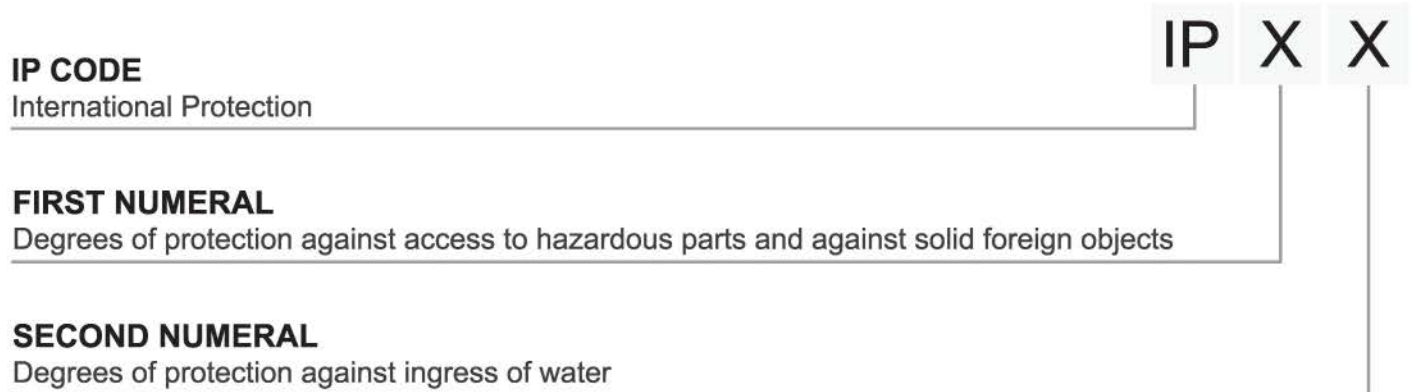 IP X X
IP CODE
International Protection
FIRST NUMERAL
Degrees of protection against access to hazardous parts and against solid foreign objects
SECOND NUMERAL
Degrees of protection against ingress of water